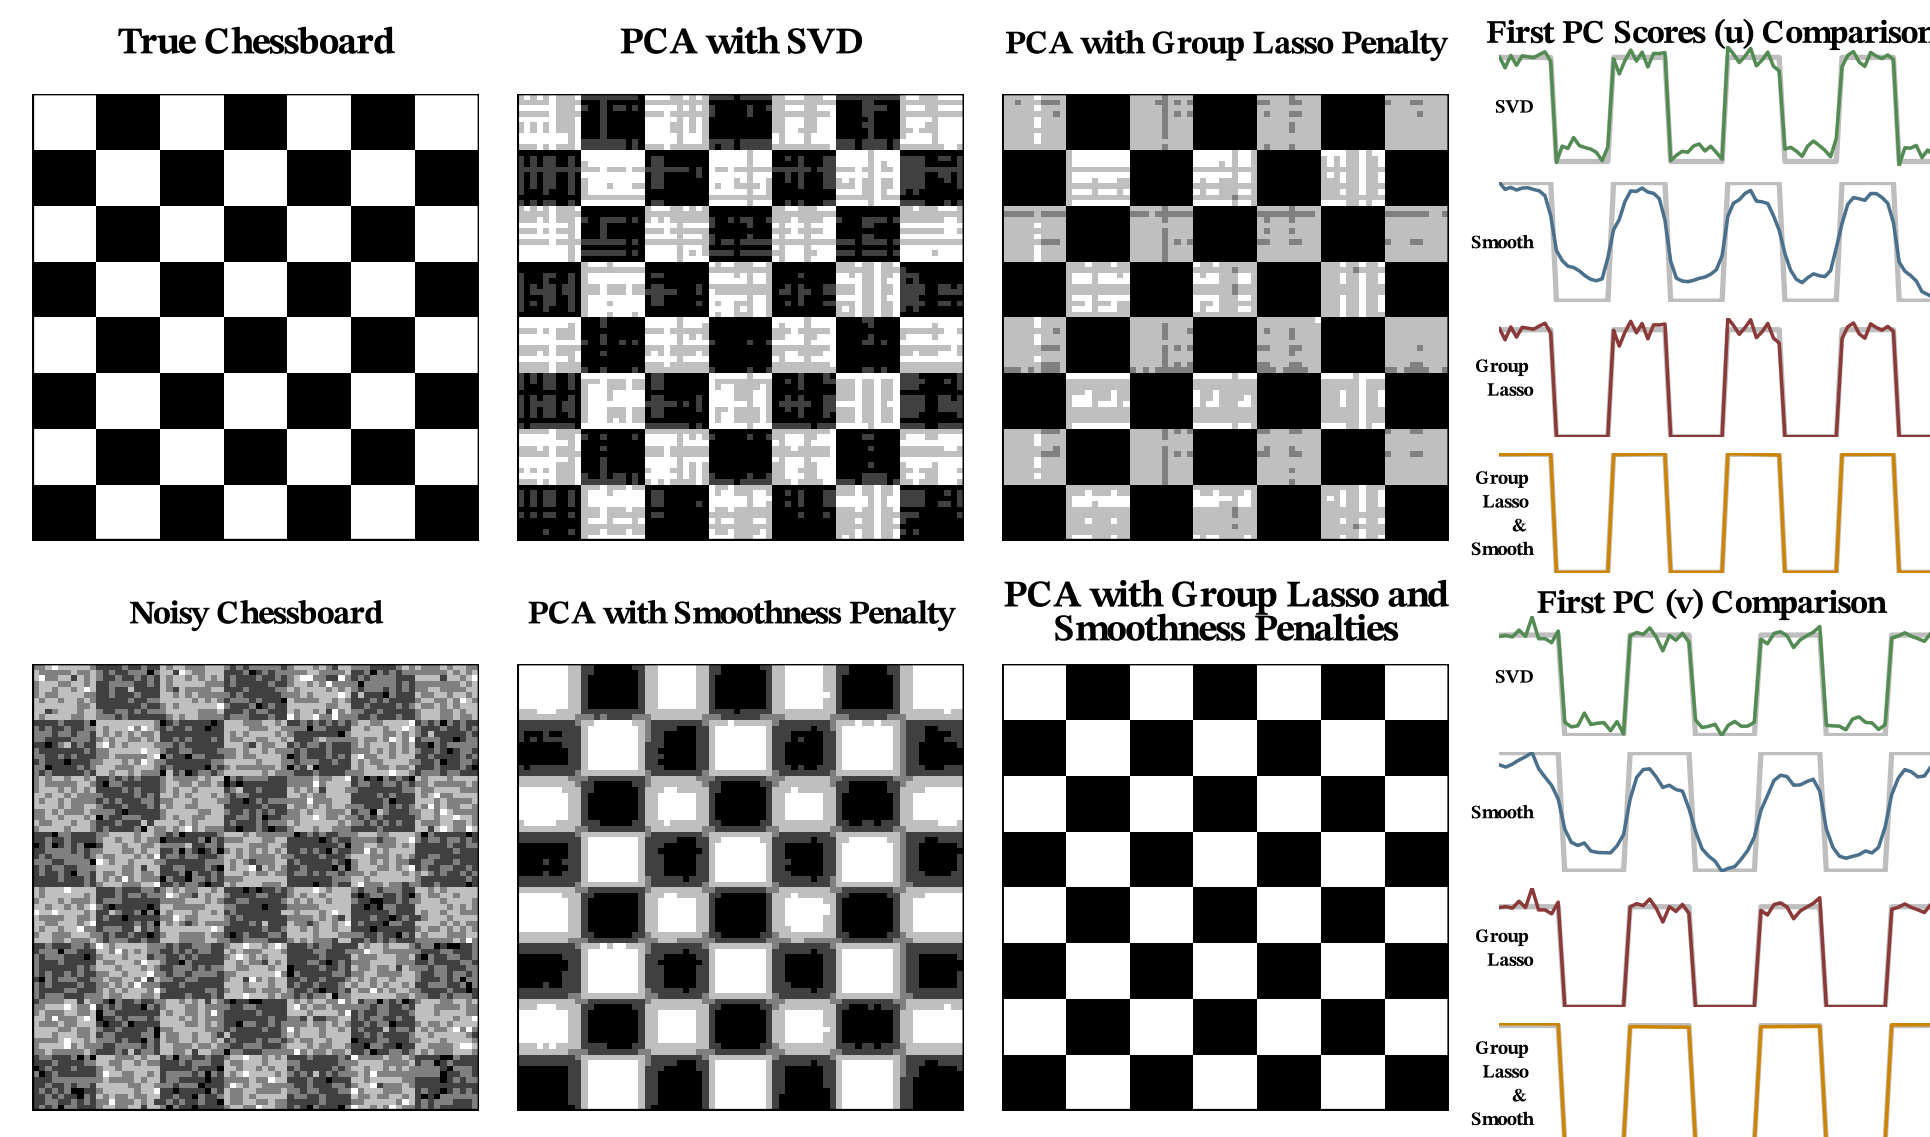 True Chessboard
PCA with SVD
PCA with Group Lasso Penalty
First PC Scores (u) Comparison
SVD
Smooth
Group
Lasso
Group
Lasso
&
Smooth
Noisy Chessboard
PCA with Smoothness Penalty
PCA with Group Lasso and
Smoothness Penalties
First PC (v) Comparison
SVD
Smooth
Group
Lasso
Group
Lasso
&
Smooth